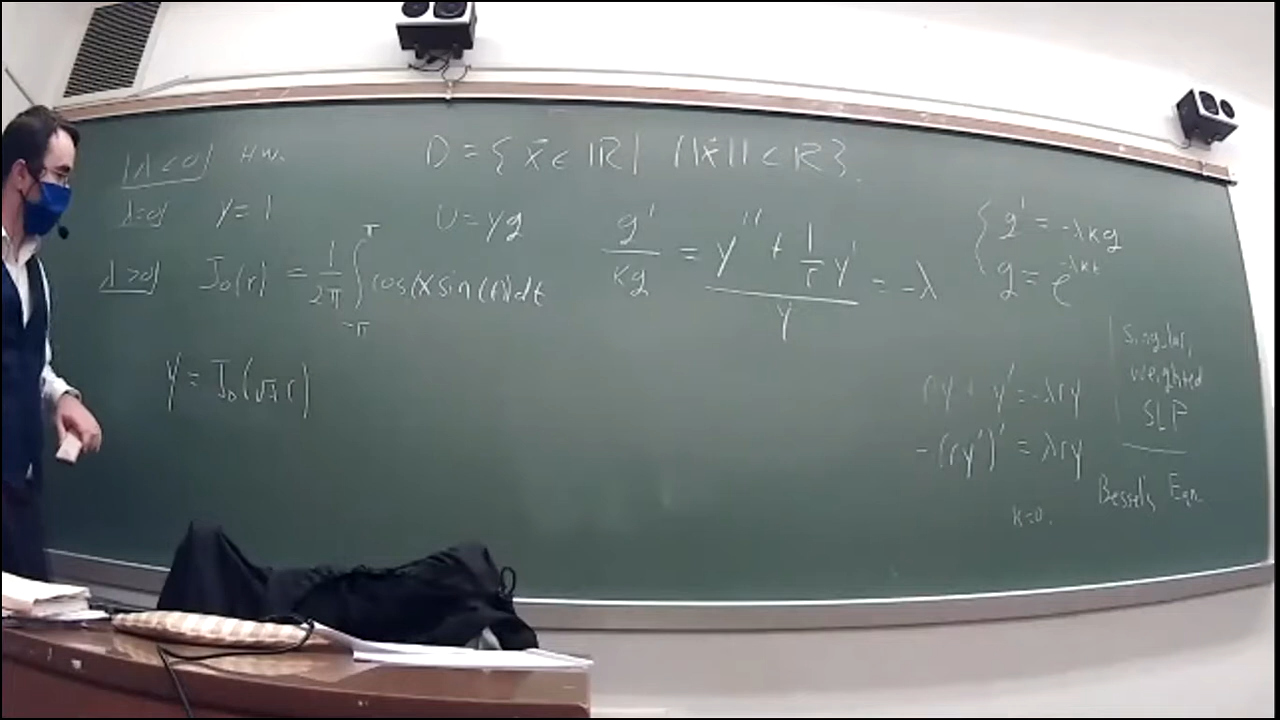 λ<0 H.W.
λ=0 y=1
λ>0 J₀(r) = 1/2π ∫_{-π}^{π} cos(x sin(t))dt
y = J₀(√λ r)
D = { x⃗ ∈ ℝ | ||x⃗|| < R }.
U = yg
g'/kg = (y'' + 1/r y')/y = -λ
{ g' = -λkg
g = e^{-λkt}
ry + y' = -λry
-(ry')' = λry
k=0.
Singular,
weighted
SLP
Bessel's Eqn.